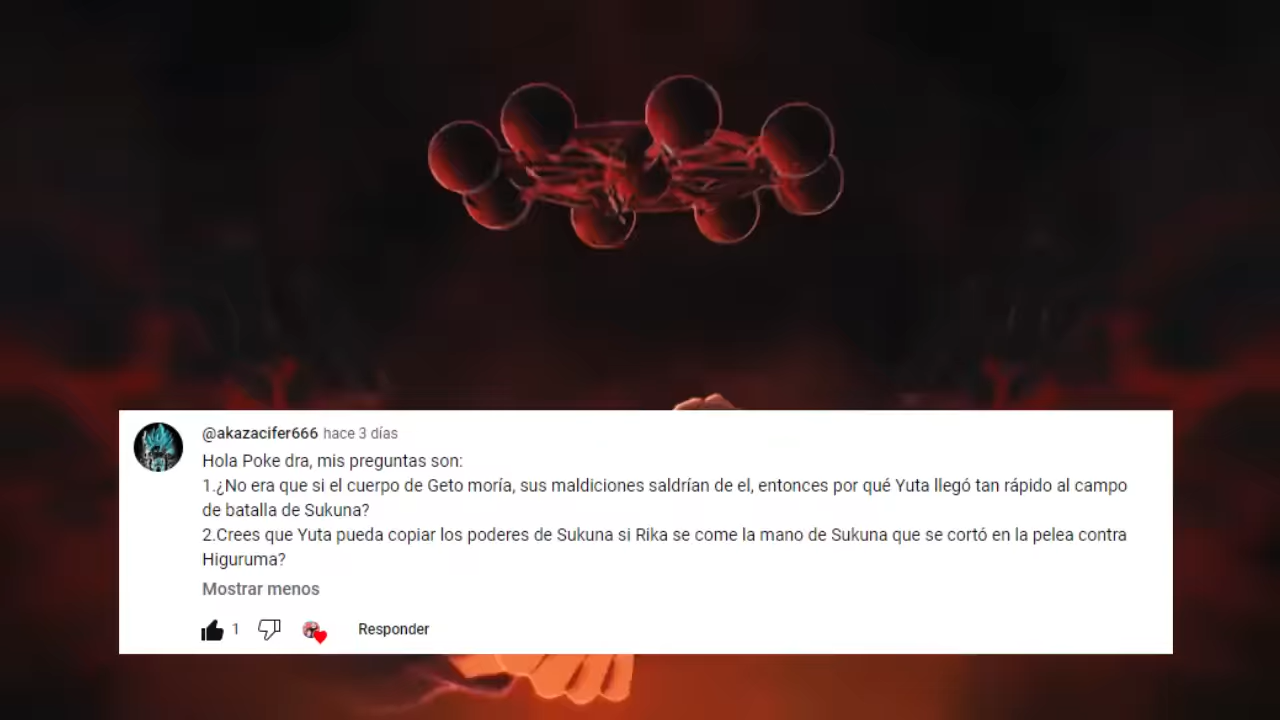 @akazacifer666 hace 3 días
Hola Poke dra, mis preguntas son:
1.¿No era que si el cuerpo de Geto moría, sus maldiciones saldrían de el, entonces por qué Yuta llegó tan rápido al campo
de batalla de Sukuna?
2.Crees que Yuta pueda copiar los poderes de Sukuna si Rika se come la mano de Sukuna que se cortó en la pelea contra
Higuruma?
Mostrar menos
1 Responder